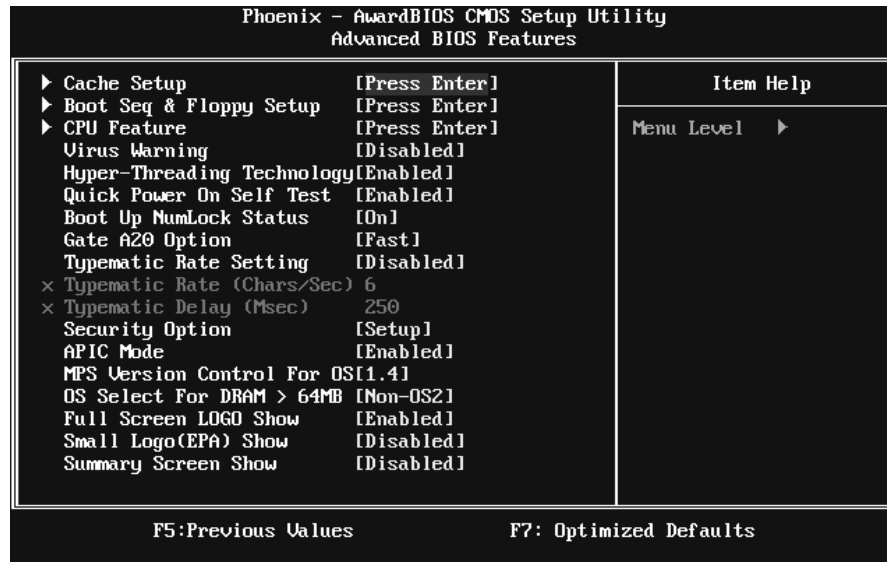 Phoenix - AwardBIOS CMOS Setup Utility
Advanced BIOS Features
Cache Setup [Press Enter]
Boot Seq & Floppy Setup [Press Enter]
CPU Feature [Press Enter]
Virus Warning [Disabled]
Hyper-Threading Technology[Enabled]
Quick Power On Self Test [Enabled]
Boot Up NumLock Status [On]
Gate A20 Option [Fast]
Typematic Rate Setting [Disabled]
x Typematic Rate (Chars/Sec) 6
x Typematic Delay (Msec) 250
Security Option [Setup]
APIC Mode [Enabled]
MPS Version Control For OS[1.4]
OS Select For DRAM > 64MB [Non-OS2]
Full Screen LOGO Show [Enabled]
Small Logo(EPA) Show [Disabled]
Summary Screen Show [Disabled]
Item Help
Menu Level
F5:Previous Values F7: Optimized Defaults